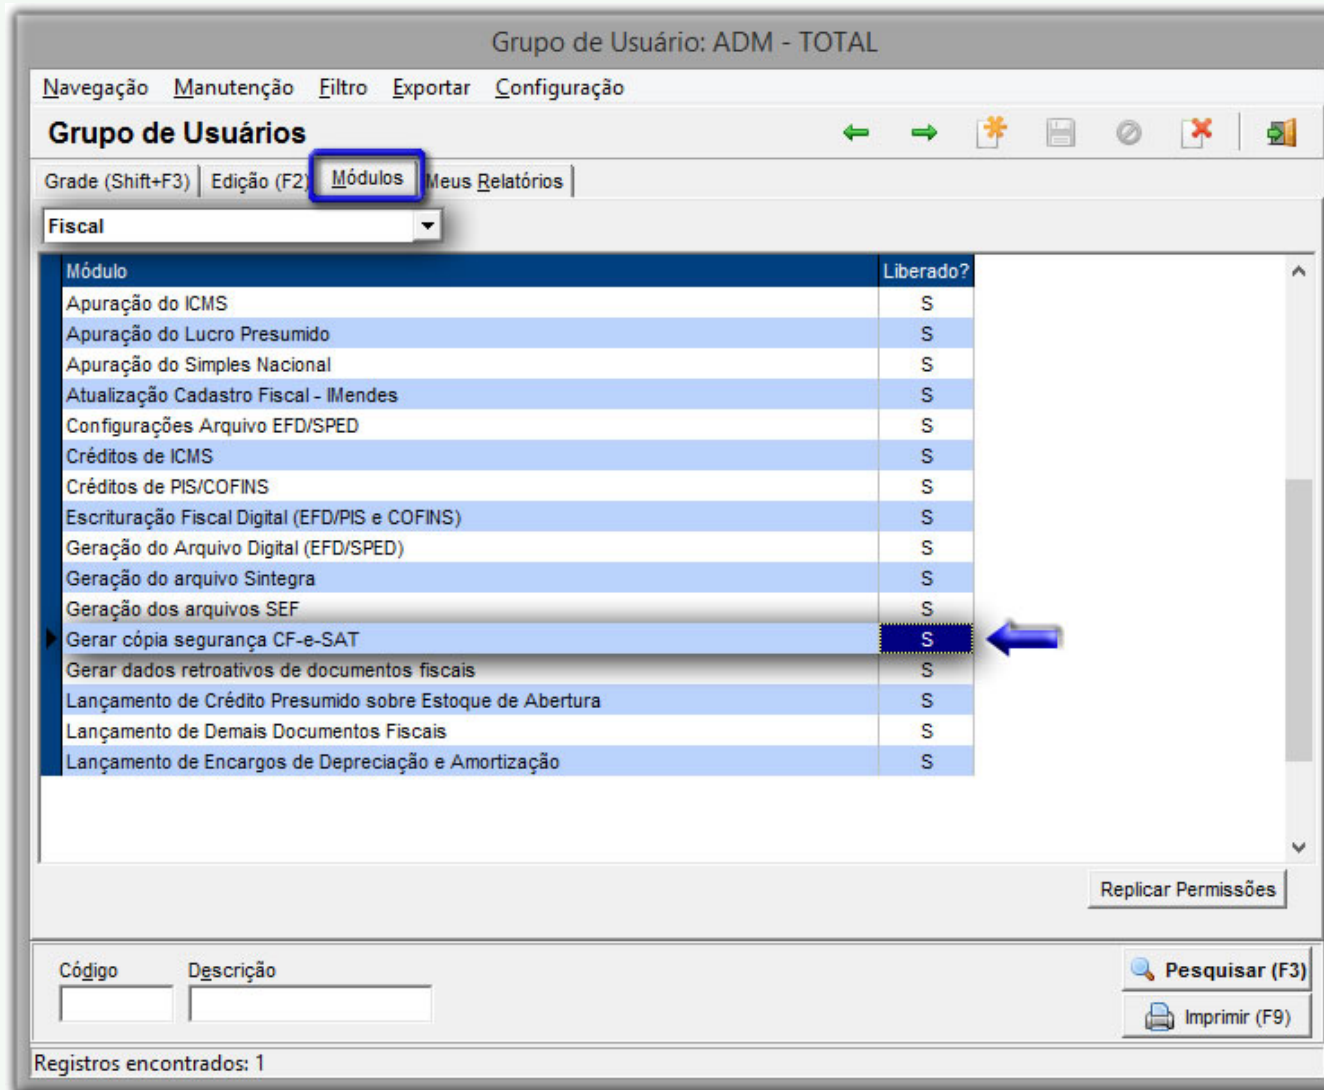 Grupo de Usuário: ADM - TOTAL
Navegação Manutenção Filtro Exportar Configuração
Grupo de Usuários
Grade (Shift+F3) Edição (F2) Módulos Meus Relatórios
Fiscal
Módulo Liberado?
Apuração do ICMS S
Apuração do Lucro Presumido S
Apuração do Simples Nacional S
Atualização Cadastro Fiscal - IMendes S
Configurações Arquivo EFD/SPED S
Créditos de ICMS S
Créditos de PIS/COFINS S
Escrituração Fiscal Digital (EFD/PIS e COFINS) S
Geração do Arquivo Digital (EFD/SPED) S
Geração do arquivo Sintegra S
Geração dos arquivos SEF S
Gerar cópia segurança CF-e-SAT S
Gerar dados retroativos de documentos fiscais S
Lançamento de Crédito Presumido sobre Estoque de Abertura S
Lançamento de Demais Documentos Fiscais S
Lançamento de Encargos de Depreciação e Amortização S
Replicar Permissões
Código Descrição
Pesquisar (F3)
Imprimir (F9)
Registros encontrados: 1